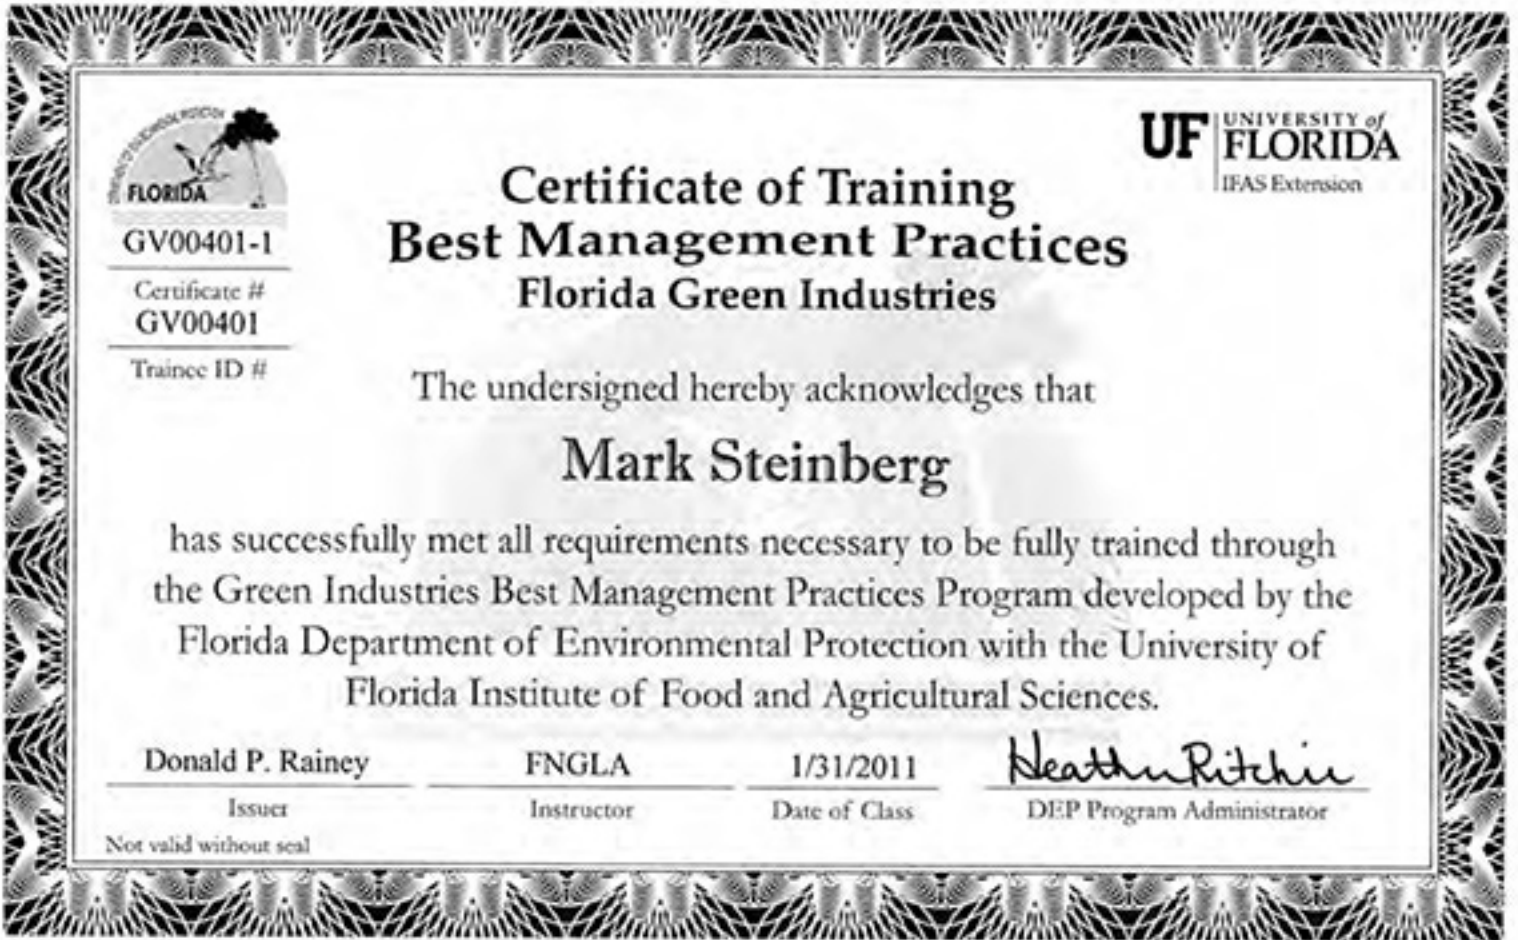 FLORIDA
GV00401-1
Certificate #
GV00401
Trainee ID #
UF UNIVERSITY of
FLORIDA
IFAS Extension
Certificate of Training
Best Management Practices
Florida Green Industries
The undersigned hereby acknowledges that
Mark Steinberg
has successfully met all requirements necessary to be fully trained through
the Green Industries Best Management Practices Program developed by the
Florida Department of Environmental Protection with the University of
Florida Institute of Food and Agricultural Sciences.
Donald P. Rainey
Issuer
FNGLA
Instructor
1/31/2011
Date of Class
Heather Ritchie
DEP Program Administrator
Not valid without seal